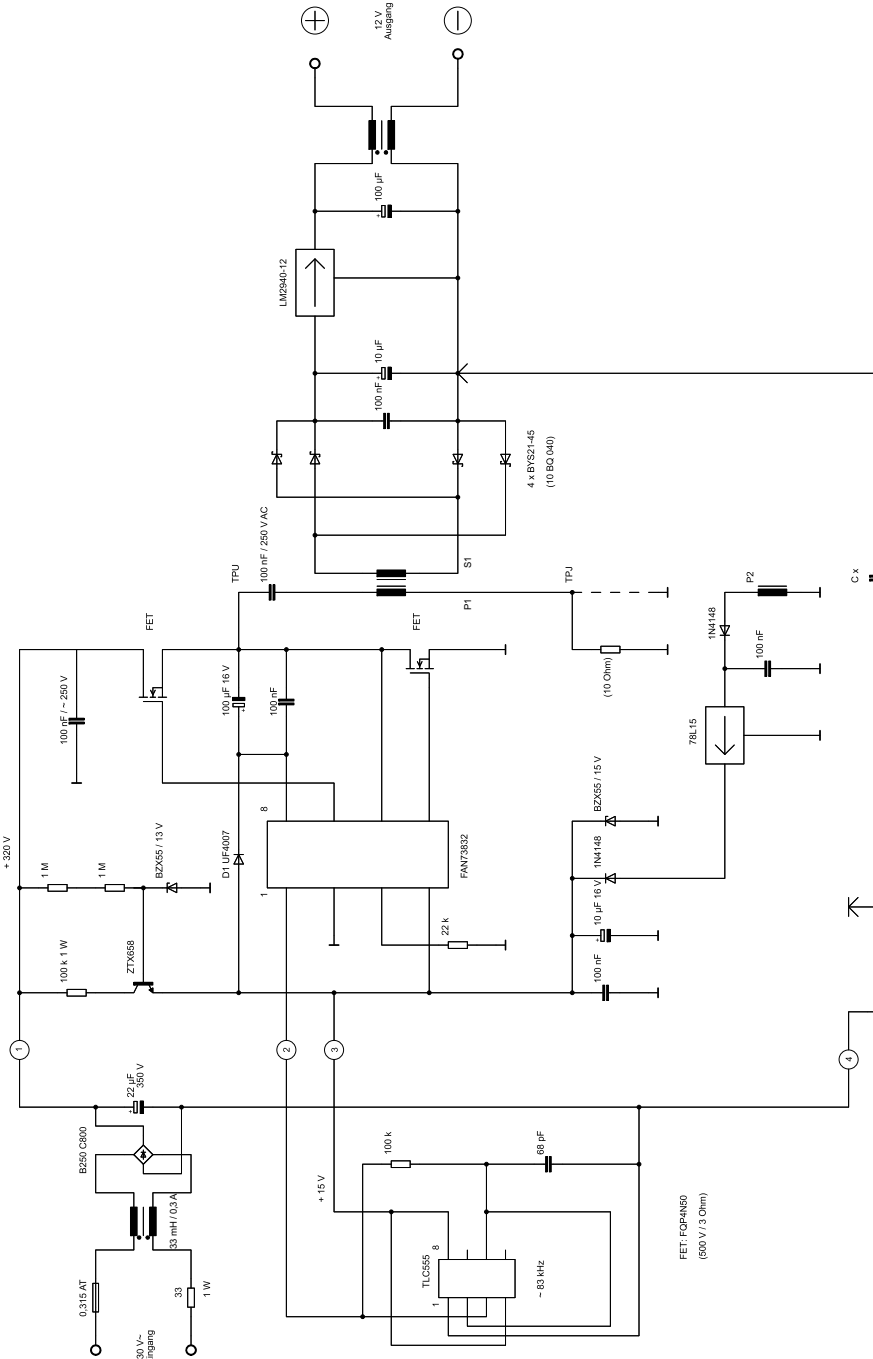 30 V~
ingang
0,315 AT
33
1 W
33 mH / 0,3 A
B250 C800
+
22 µF
350 V
1
+ 320 V
100 k 1 W
ZTX658
1 M
1 M
BZX55 / 13 V
100 nF / ~ 250 V
FET
D1 UF4007
+
100 µF 16 V
100 nF
TPU
100 nF / 250 V AC
2
3
1
8
FAN73832
22 k
FET
P1
S1
TPJ
(10 Ohm)
4 x BYS21-45
(10 BQ 040)
100 nF
+
10 µF
LM2940-12
+
100 µF
+
12 V
Ausgang
−
+ 15 V
100 k
68 pF
TLC555
1
8
~ 83 kHz
FET: FQP4N50
(500 V / 3 Ohm)
100 nF
+
10 µF 16 V
1N4148
BZX55 / 15 V
78L15
100 nF
1N4148
P2
4
C x